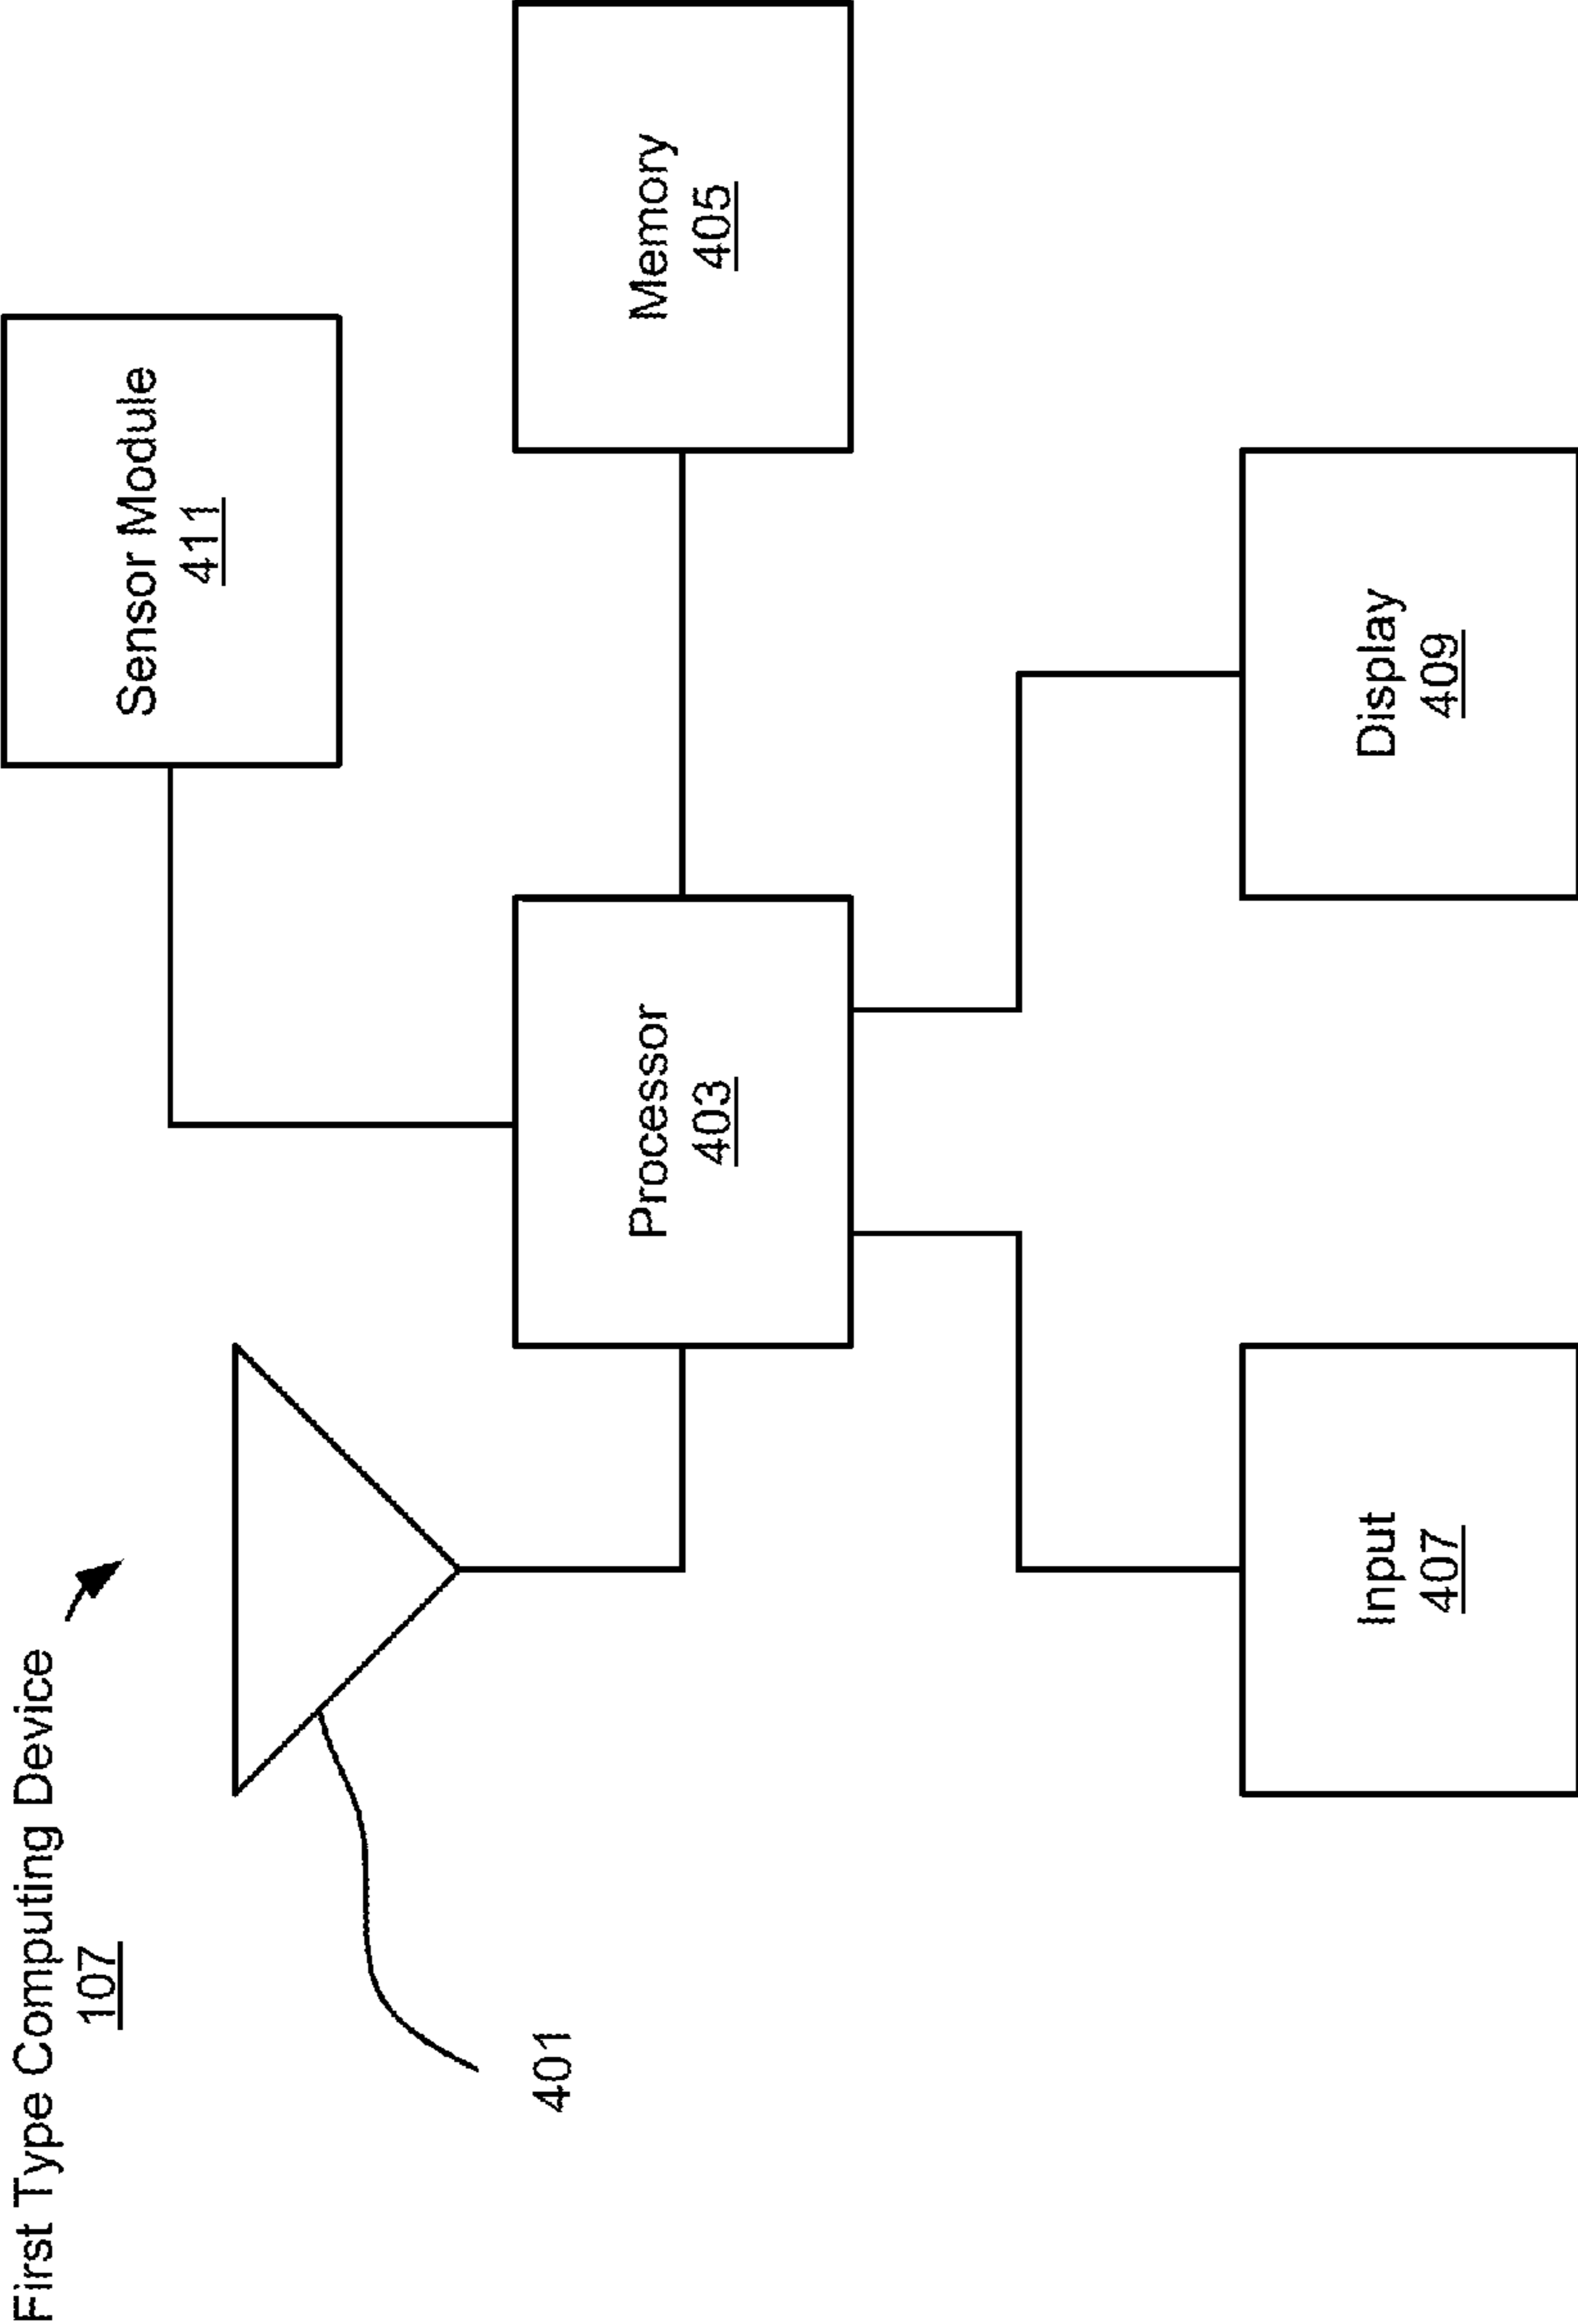 First Type Computing Device
107
401
Sensor Module
411
Processor
403
Memory
405
Input
407
Display
409